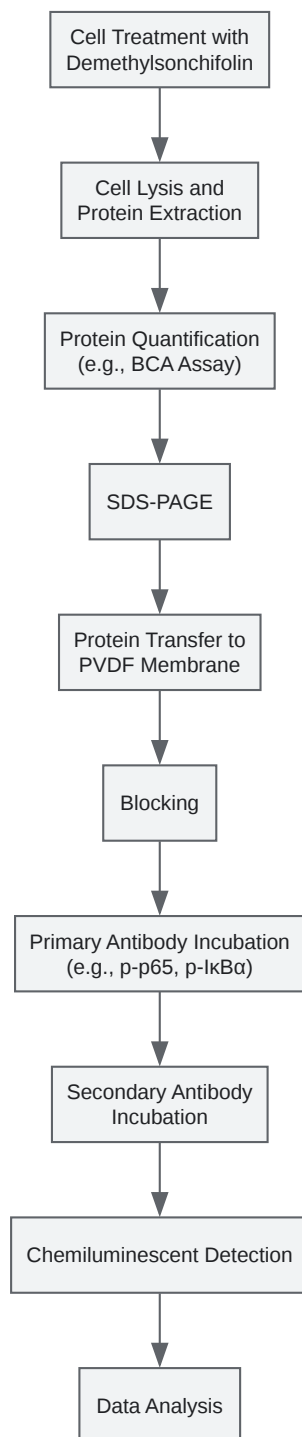 Cell Treatment with
Demethylsonchifolin
Cell Lysis and
Protein Extraction
Protein Quantification
(e.g., BCA Assay)
SDS-PAGE
Protein Transfer to
PVDF Membrane
Blocking
Primary Antibody Incubation
(e.g., p-p65, p-IκBα)
Secondary Antibody
Incubation
Chemiluminescent Detection
Data Analysis